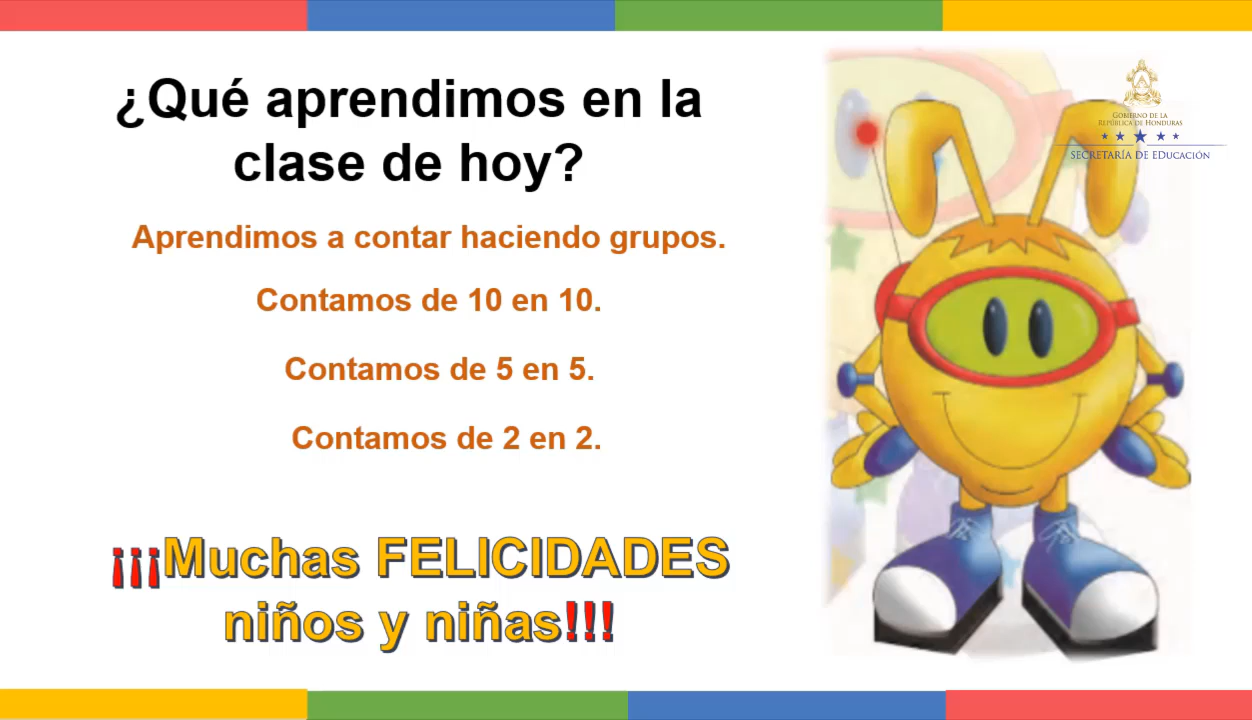 ¿Qué aprendimos en la
clase de hoy?
Aprendimos a contar haciendo grupos.
Contamos de 10 en 10.
Contamos de 5 en 5.
Contamos de 2 en 2.
¡¡¡Muchas FELICIDADES
niños y niñas!!!
GOBIERNO DE LA
REPÚBLICA DE HONDURAS
SECRETARÍA DE EDUCACIÓN